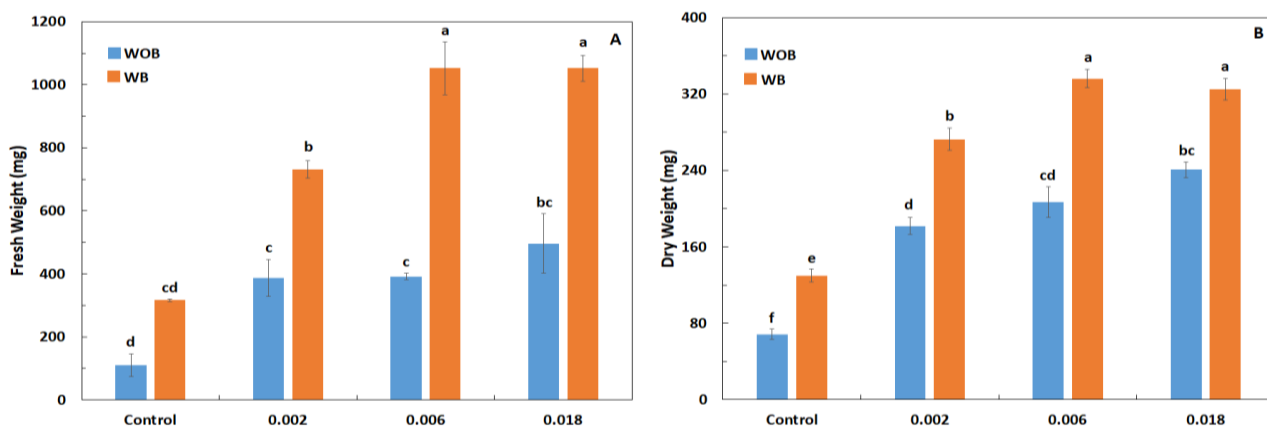 A
WOB
WB
Fresh Weight (mg)
1200
1000
800
600
400
200
0
d
cd
c
b
c
a
bc
a
Control 0.002 0.006 0.018
B
WOB
WB
Dry Weight (mg)
400
320
240
160
80
0
f
e
d
b
cd
a
bc
a
Control 0.002 0.006 0.018